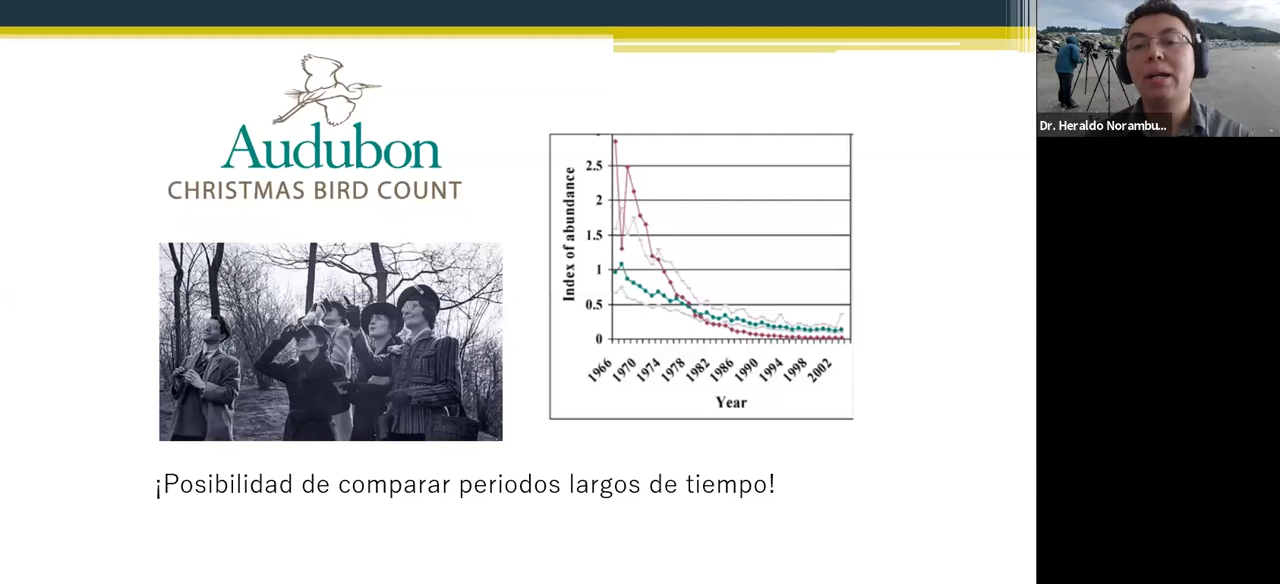 Audubon
CHRISTMAS BIRD COUNT
Index of abundance
2.5
2
1.5
1
0.5
0
1966
1970
1974
1978
1982
1986
1990
1994
1998
2002
Year
¡Posibilidad de comparar periodos largos de tiempo!
Dr. Heraldo Norambu...